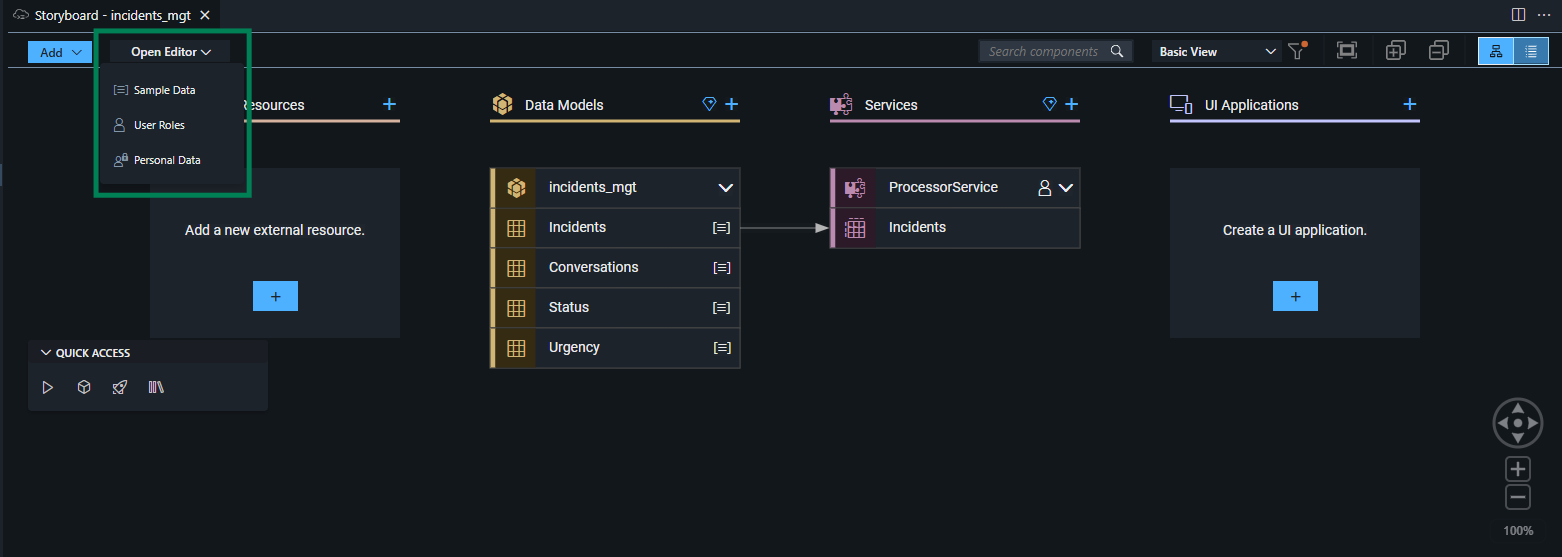 Storyboard - incidents_mgt
Add
Open Editor
Search components
Basic View
Sample Data
User Roles
Personal Data
Resources
Data Models
Services
UI Applications
Add a new external resource.
incidents_mgt
Incidents
Conversations
Status
Urgency
ProcessorService
Incidents
Create a UI application.
QUICK ACCESS
100%